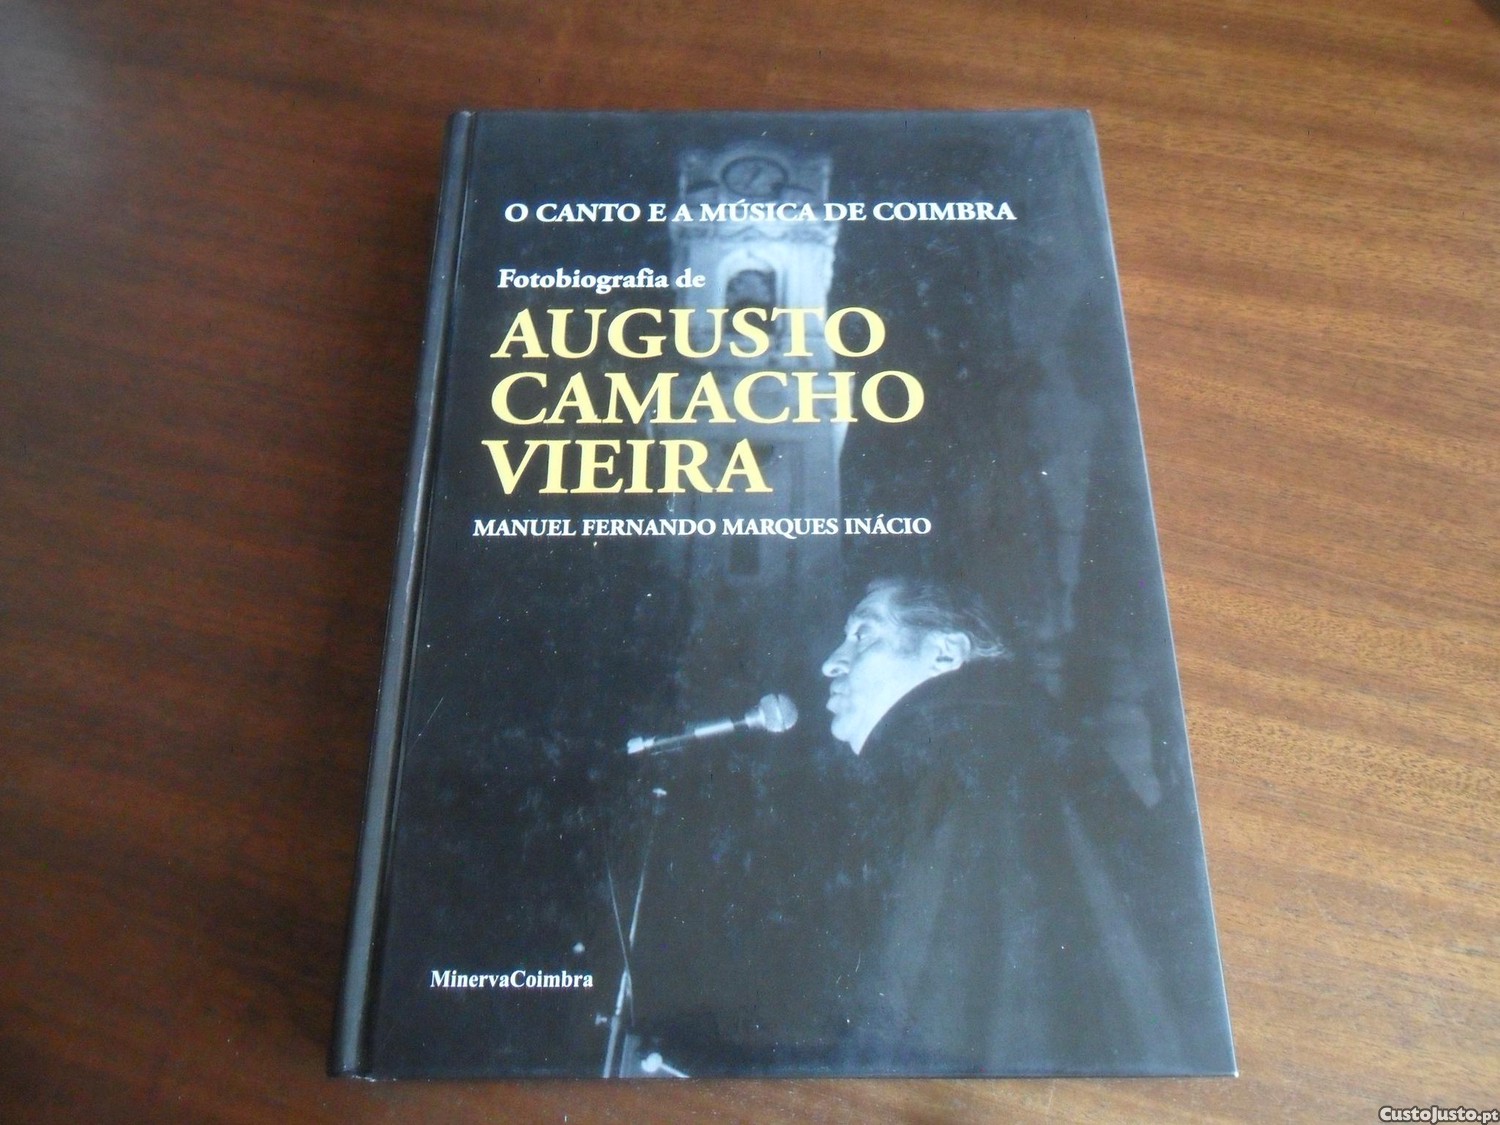 O CANTO E A MÚSICA DE COIMBRA
Fotobiografia de
AUGUSTO
CAMACHO
VIEIRA
MANUEL FERNANDO MARQUES INÁCIO
MinervaCoimbra
CustoJusto.pt